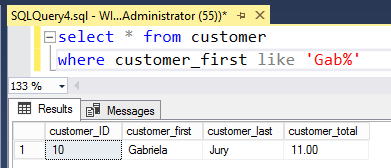 SQLQuery4.sql - WI...Administrator (55))*
select * from customer
where customer_first like 'Gab%'
133 %
Results Messages
customer_ID customer_first customer_last customer_total
1 10 Gabriela Jury 11.00